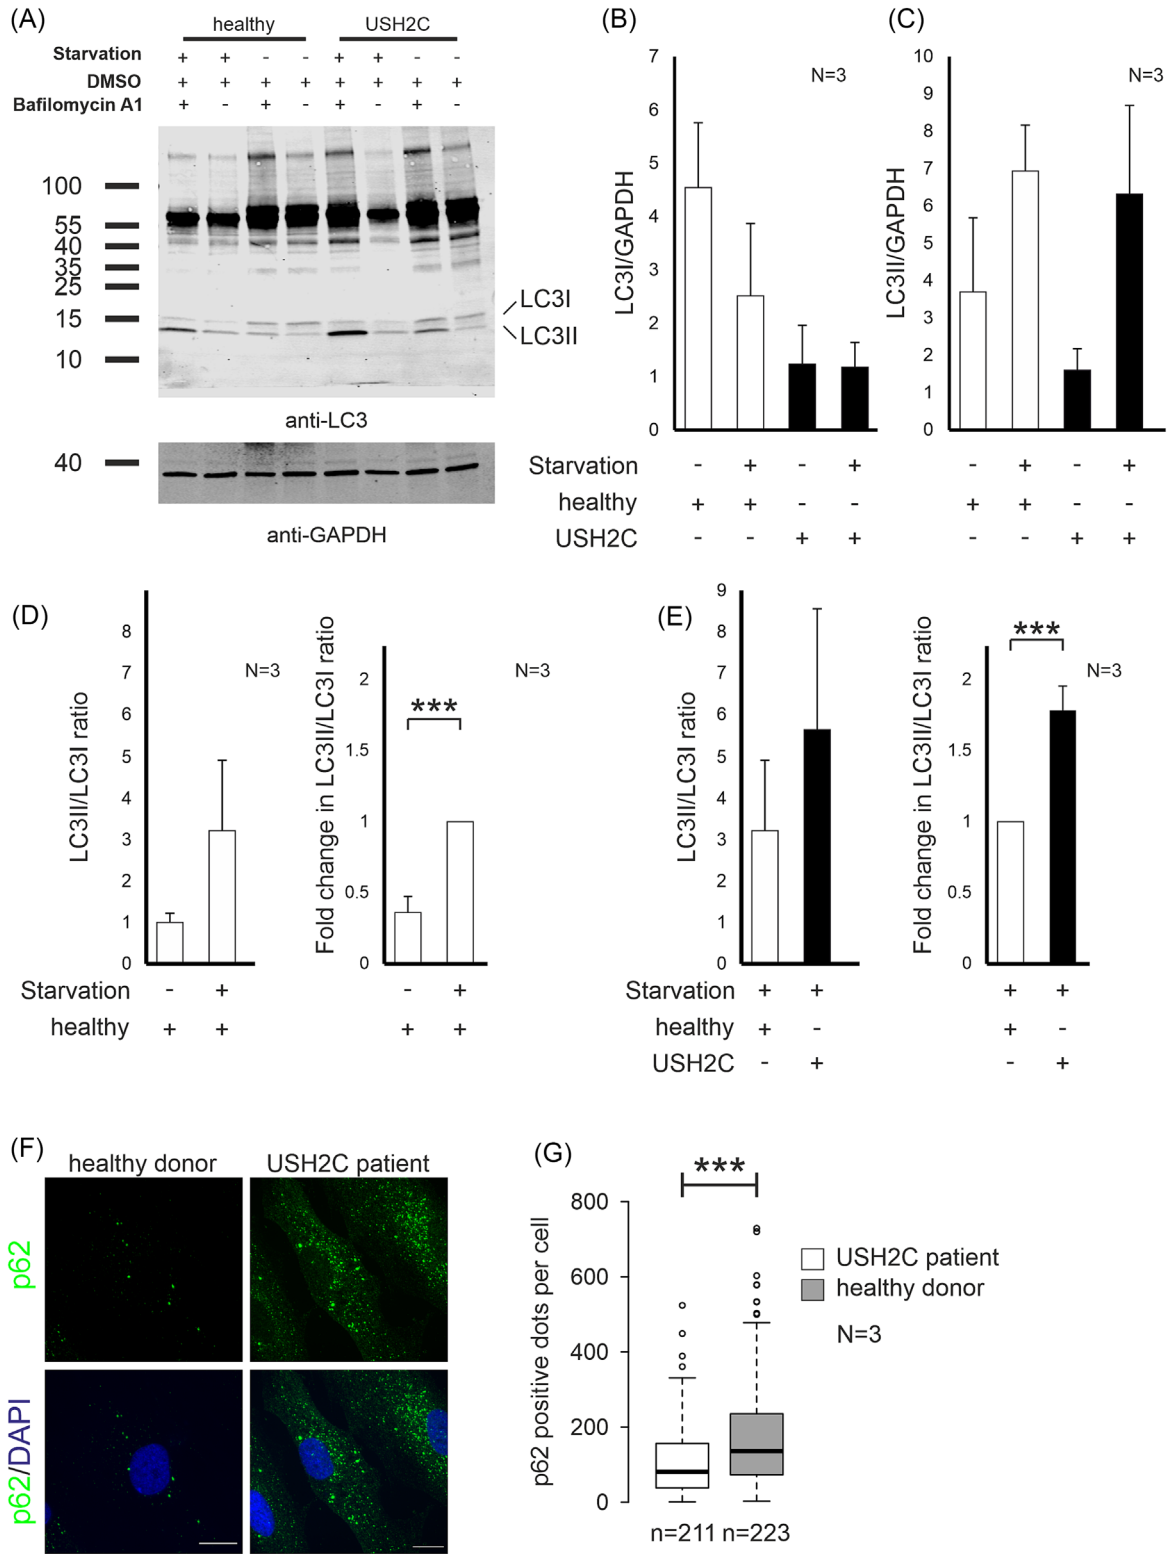 (A)
healthy USH2C
Starvation + + - - + + - -
DMSO + + + + + + + +
Bafilomycin A1 + - + - + - + -
100
55
40
35
25
15
10
LC3I
LC3II
anti-LC3
40
anti-GAPDH
(B)
N=3
LC3I/GAPDH
7
6
5
4
3
2
1
0
(C)
N=3
LC3II/GAPDH
10
9
8
7
6
5
4
3
2
1
0
Starvation - + - + - + - +
healthy + + - - + + - -
USH2C - - + + - - + +
(D)
N=3
LC3II/LC3I ratio
8
7
6
5
4
3
2
1
0
N=3
***
Fold change in LC3II/LC3I ratio
2
1.5
1
0.5
0
Starvation - + - +
healthy + + + +
(E)
LC3II/LC3I ratio
9
8
7
6
5
4
3
2
1
0
***
N=3
Fold change in LC3II/LC3I ratio
2
1.5
1
0.5
0
Starvation + + + +
healthy + - + -
USH2C - + - +
(F)
healthy donor USH2C patient
p62
p62/DAPI
(G)
***
p62 positive dots per cell
800
600
400
200
0
USH2C patient
healthy donor
N=3
n=211 n=223